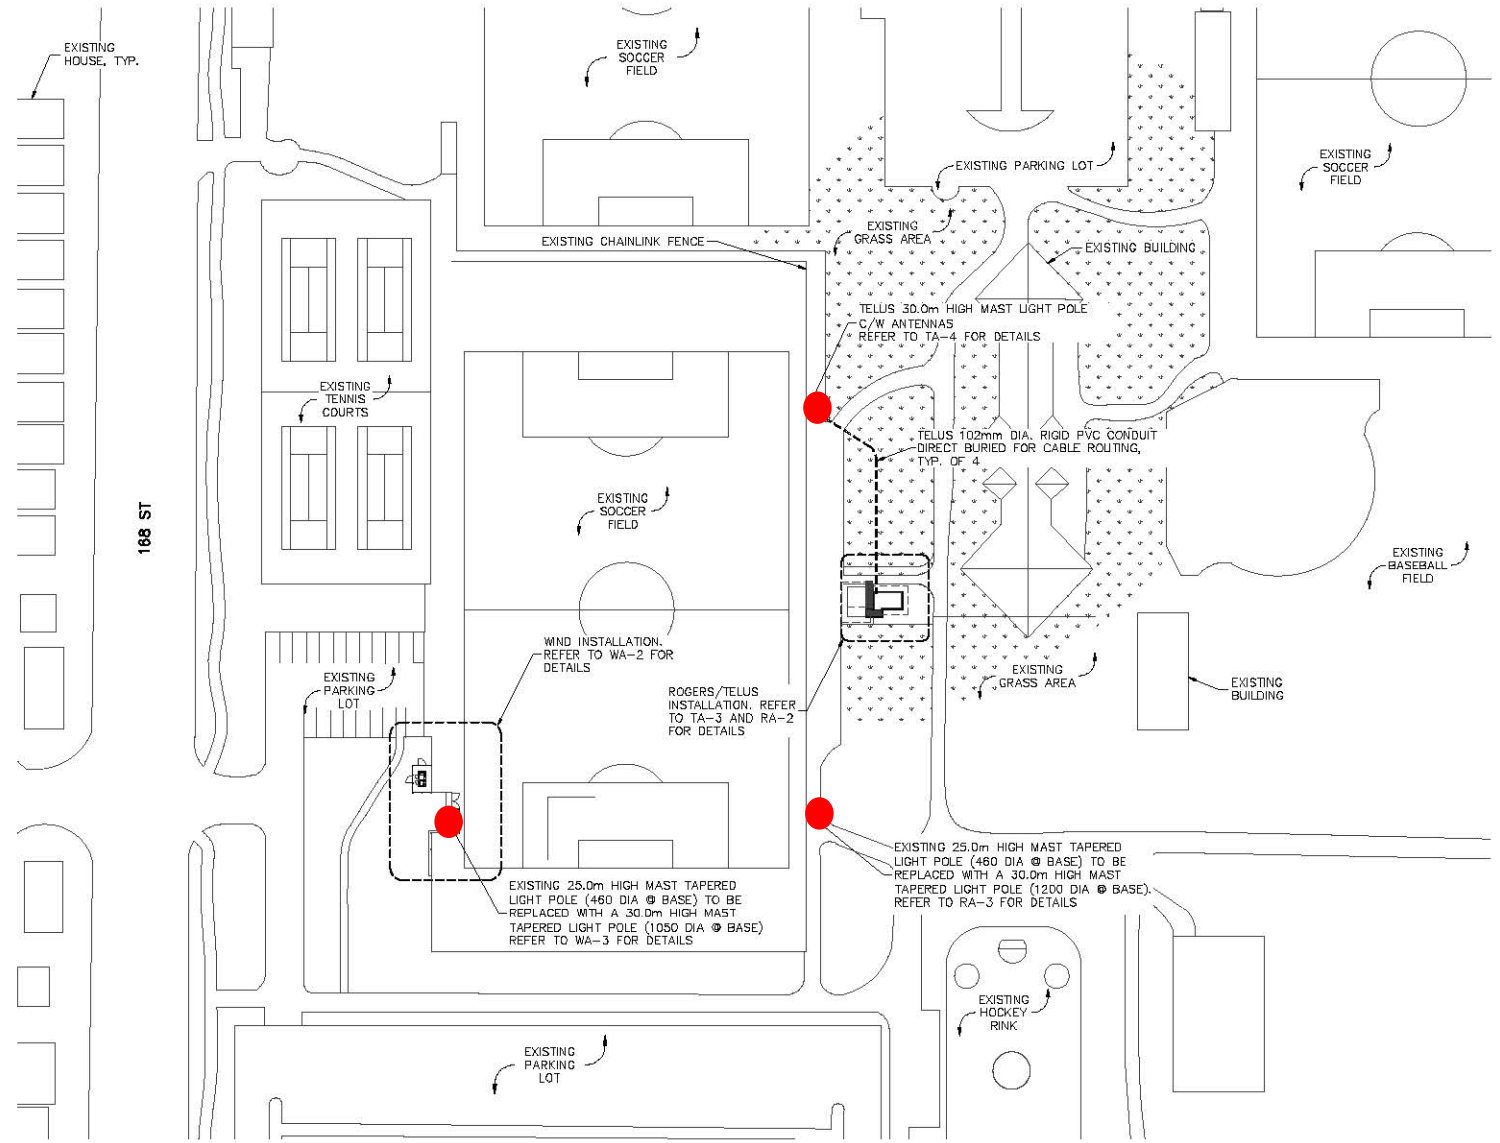 EXISTING
HOUSE, TYP.
EXISTING
SOCCER
FIELD
EXISTING PARKING LOT
EXISTING
SOCCER
FIELD
EXISTING
GRASS AREA
EXISTING CHAINLINK FENCE
EXISTING BUILDING
TELUS 30.0m HIGH MAST LIGHT POLE
C/W ANTENNAS
REFER TO TA-4 FOR DETAILS
EXISTING
TENNIS
COURTS
TELUS 102mm DIA. RIGID PVC CONDUIT
DIRECT BURIED FOR CABLE ROUTING,
TYP. OF 4
EXISTING
SOCCER
FIELD
168 ST
EXISTING
BASEBALL
FIELD
WIND INSTALLATION.
REFER TO WA-2 FOR
DETAILS
EXISTING
PARKING
LOT
EXISTING
GRASS AREA
EXISTING
BUILDING
ROGERS/TELUS
INSTALLATION. REFER
TO TA-3 AND RA-2
FOR DETAILS
EXISTING 25.0m HIGH MAST TAPERED
LIGHT POLE (460 DIA @ BASE) TO BE
REPLACED WITH A 30.0m HIGH MAST
TAPERED LIGHT POLE (1200 DIA @ BASE).
REFER TO RA-3 FOR DETAILS
EXISTING 25.0m HIGH MAST TAPERED
LIGHT POLE (460 DIA @ BASE) TO BE
REPLACED WITH A 30.0m HIGH MAST
TAPERED LIGHT POLE (1050 DIA @ BASE)
REFER TO WA-3 FOR DETAILS
EXISTING
HOCKEY
RINK
EXISTING
PARKING
LOT